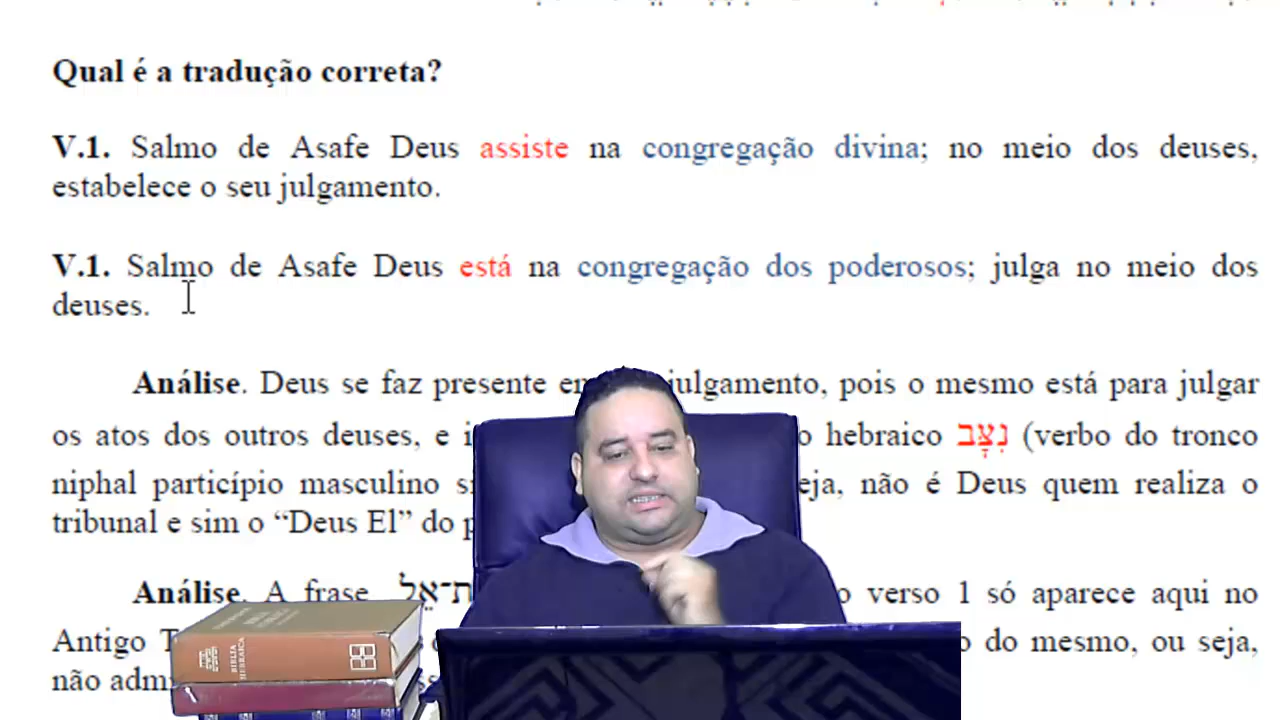 Qual é a tradução correta?
V.1. Salmo de Asafe Deus assiste na congregação divina; no meio dos deuses,
estabelece o seu julgamento.
V.1. Salmo de Asafe Deus está na congregação dos poderosos; julga no meio dos
deuses.
Análise. Deus se faz presente julgamento, pois o mesmo está para julgar
os atos dos outros deuses, e hebraico נִצָּב (verbo do tronco
niphal particípio masculino não é Deus quem realiza o
tribunal e sim o “Deus El” do
Análise. A frase verso 1 só aparece aqui no
Antigo do mesmo, ou seja,
não
BIBLIA
HEBRAICA